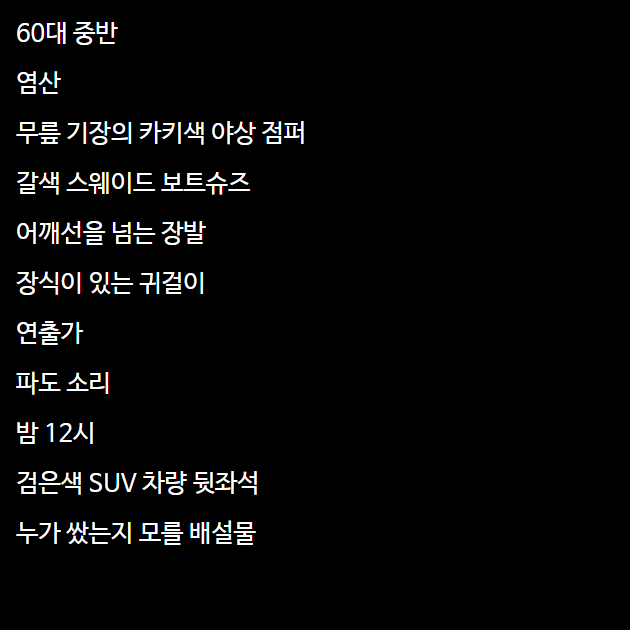 60대 중반
염산
무릎 기장의 카키색 야상 점퍼
갈색 스웨이드 보트슈즈
어깨선을 넘는 장발
장식이 있는 귀걸이
연출가
파도 소리
밤 12시
검은색 SUV 차량 뒷좌석
누가 쌌는지 모를 배설물